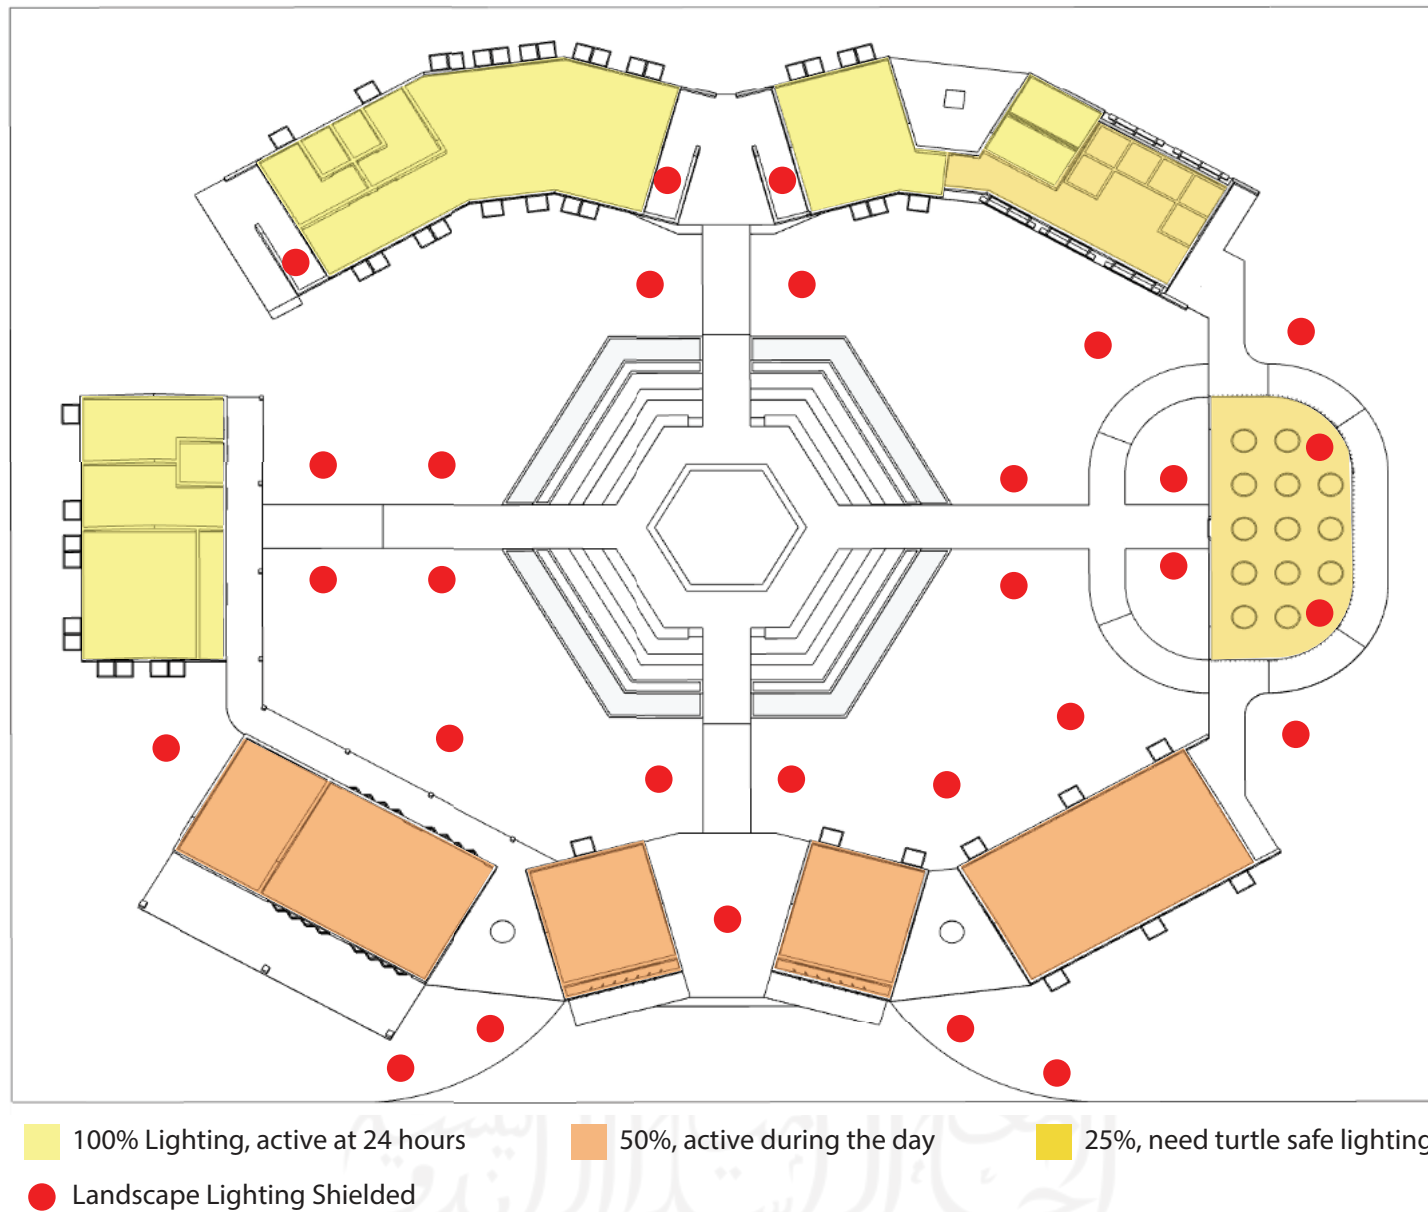 100% Lighting, active at 24 hours
50%, active during the day
25%, need turtle safe lighting
Landscape Lighting Shielded